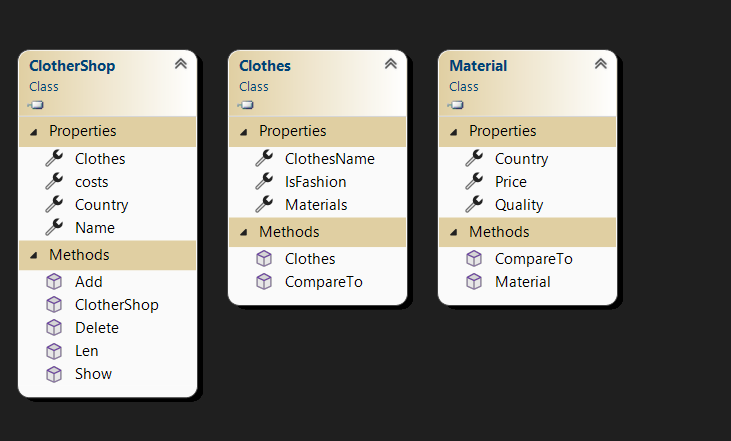 ClotherShop
Class
Properties
Clothes
costs
Country
Name
Methods
Add
ClotherShop
Delete
Len
Show
Clothes
Class
Properties
ClothesName
IsFashion
Materials
Methods
Clothes
CompareTo
Material
Class
Properties
Country
Price
Quality
Methods
CompareTo
Material